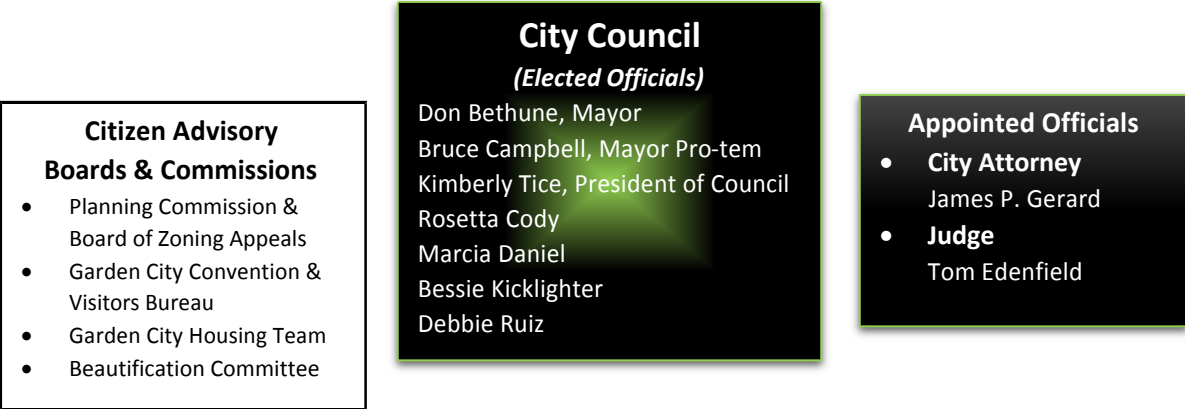 Citizen Advisory
Boards & Commissions
• Planning Commission &
Board of Zoning Appeals
• Garden City Convention &
Visitors Bureau
• Garden City Housing Team
• Beautification Committee
City Council
(Elected Officials)
Don Bethune, Mayor
Bruce Campbell, Mayor Pro-tem
Kimberly Tice, President of Council
Rosetta Cody
Marcia Daniel
Bessie Kicklighter
Debbie Ruiz
Appointed Officials
• City Attorney
James P. Gerard
• Judge
Tom Edenfield